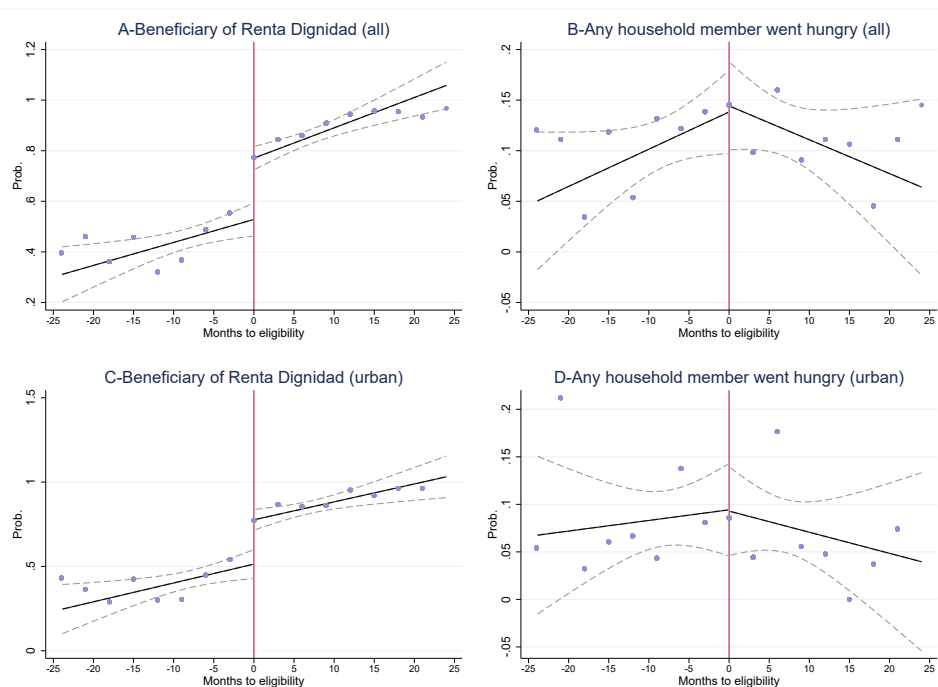 A-Beneficiary of Renta Dignidad (all)
Prob.
1.2
1
.8
.6
.4
.2
-25 -20 -15 -10 -5 0 5 10 15 20 25
Months to eligibility
B-Any household member went hungry (all)
Prob.
.2
.15
.1
.05
0
-.05
-25 -20 -15 -10 -5 0 5 10 15 20 25
Months to eligibility
C-Beneficiary of Renta Dignidad (urban)
Prob.
1.5
1
.5
0
-25 -20 -15 -10 -5 0 5 10 15 20 25
Months to eligibility
D-Any household member went hungry (urban)
Prob.
.2
.15
.1
.05
0
-.05
-25 -20 -15 -10 -5 0 5 10 15 20 25
Months to eligibility